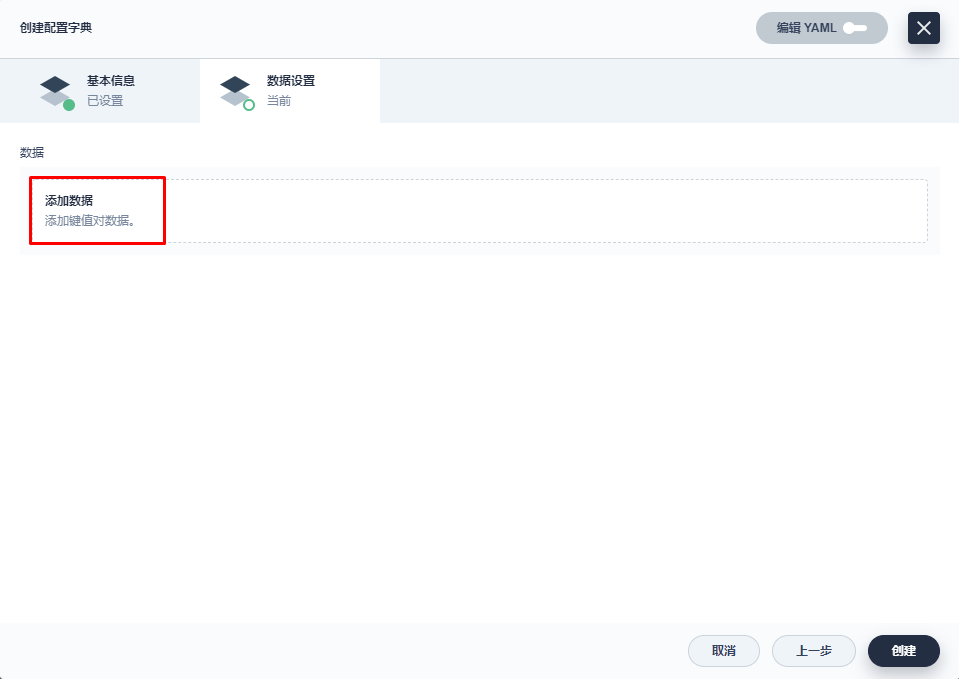 创建配置字典
编辑 YAML
基本信息
已设置
数据设置
当前
数据
添加数据
添加键值对数据。
取消
上一步
创建